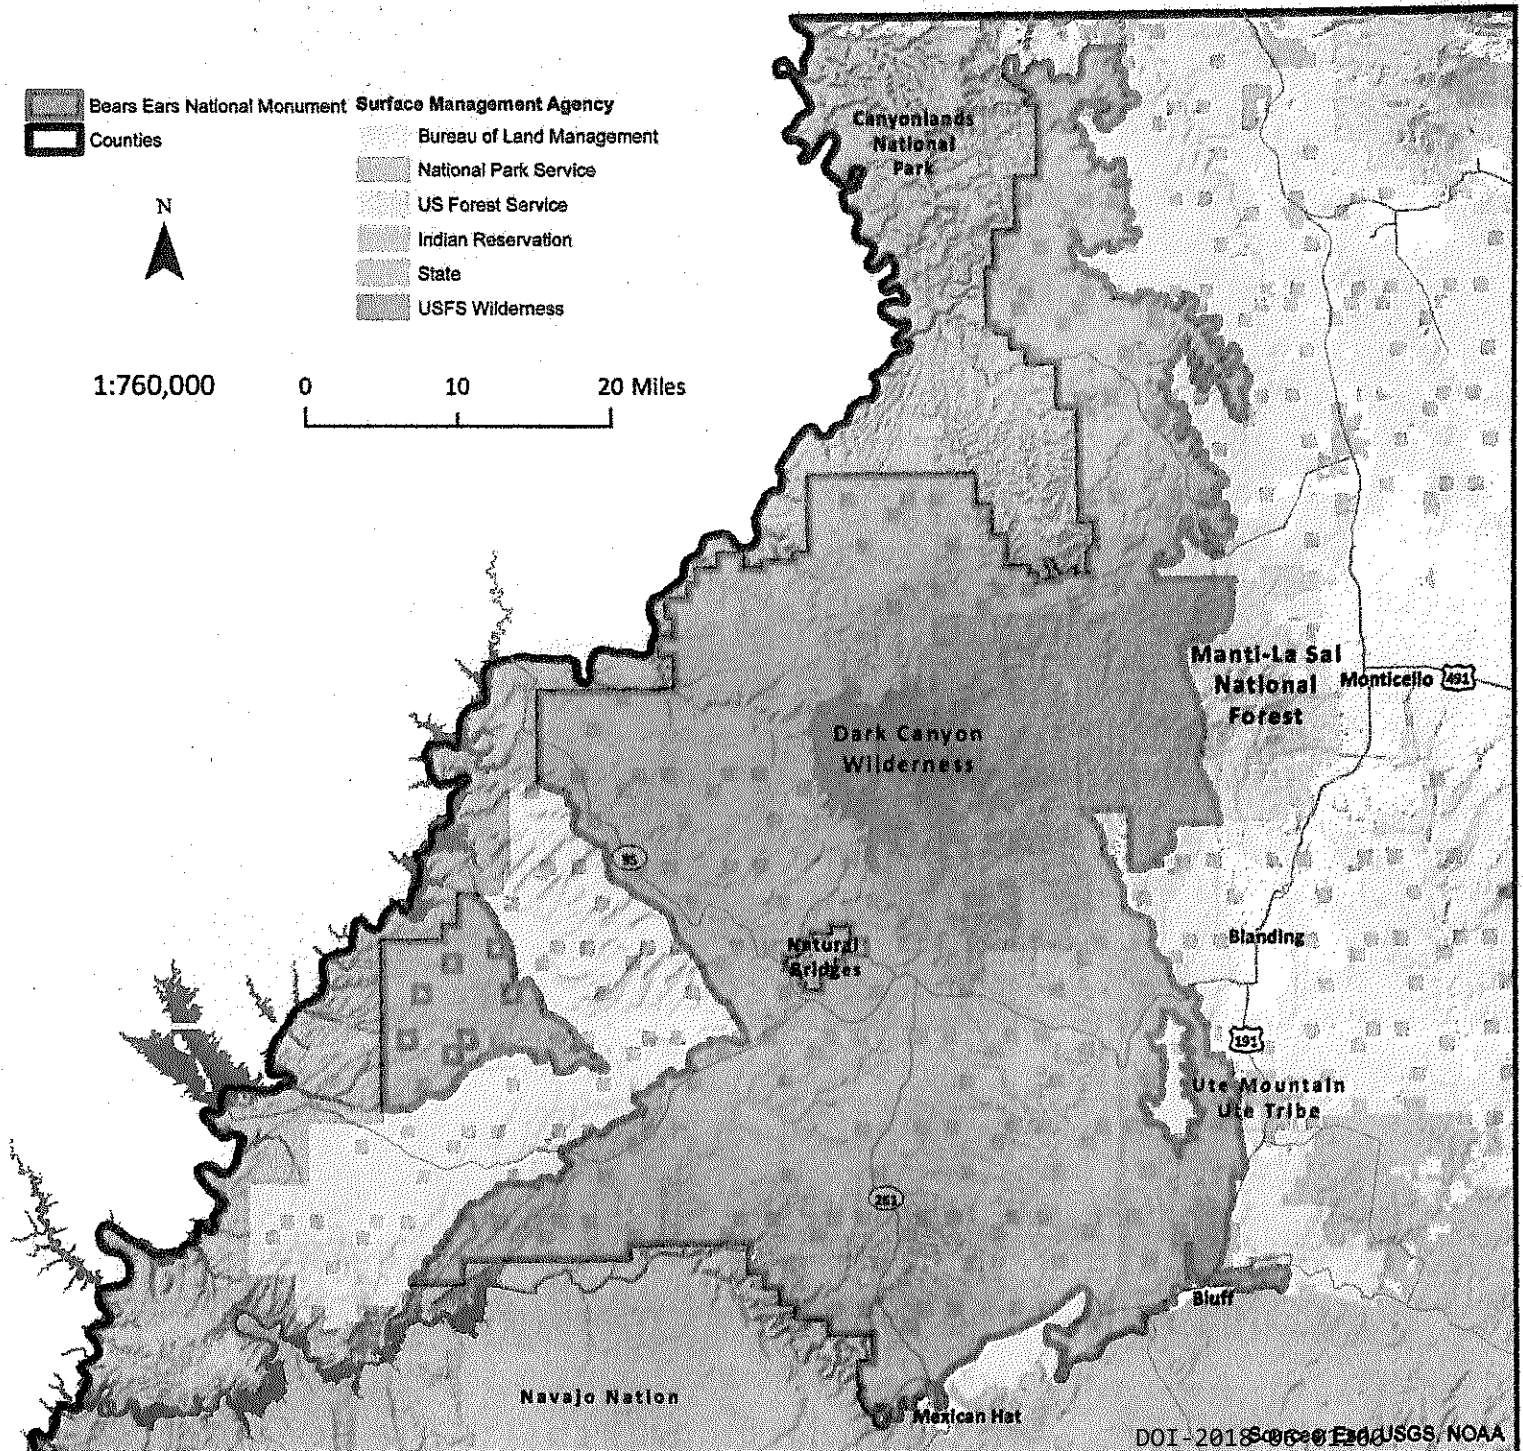 Bears Ears National Monument
Counties
Surface Management Agency
Bureau of Land Management
National Park Service
US Forest Service
Indian Reservation
State
USFS Wilderness
N
1:760,000
0 10 20 Miles
Canyonlands
National
Park
Manti-La Sal
National
Forest
Monticello
491
Dark Canyon
Wilderness
95
Natural
Bridges
Blanding
191
Ute Mountain
Ute Tribe
261
Bluff
Navajo Nation
Mexican Hat
DOI-2018
USGS, NOAA